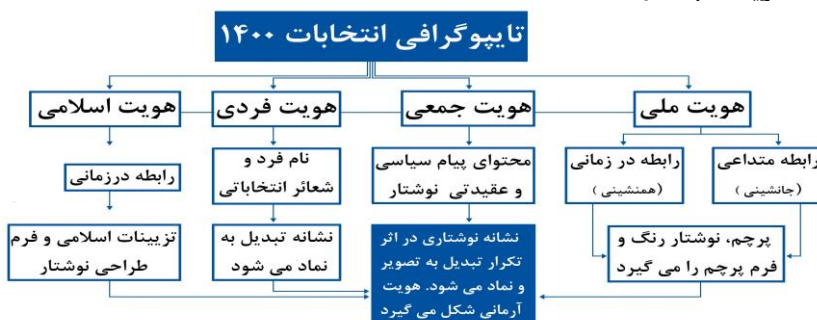 تایپوگرافی انتخابات ۱۴۰۰
هویت ملی
هویت جمعی
هویت فردی
هویت اسلامی
رابطه متداعی
(جانشینی)
رابطه در زمانی
(همنشینی)
محتوای پیام سیاسی
و عقیدتی نوشتار
نام فرد و
شعائر انتخاباتی
رابطه درزمانی
پرچم، نوشتار رنگ و
فرم پرچم را می گیرد
نشانه نوشتاری در اثر
تکرار تبدیل به تصویر
و نماد می شود. هویت
آرمانی شکل می گیرد
نشانه تبدیل به
نماد می شود
تزیینات اسلامی و فرم
طراحی نوشتار